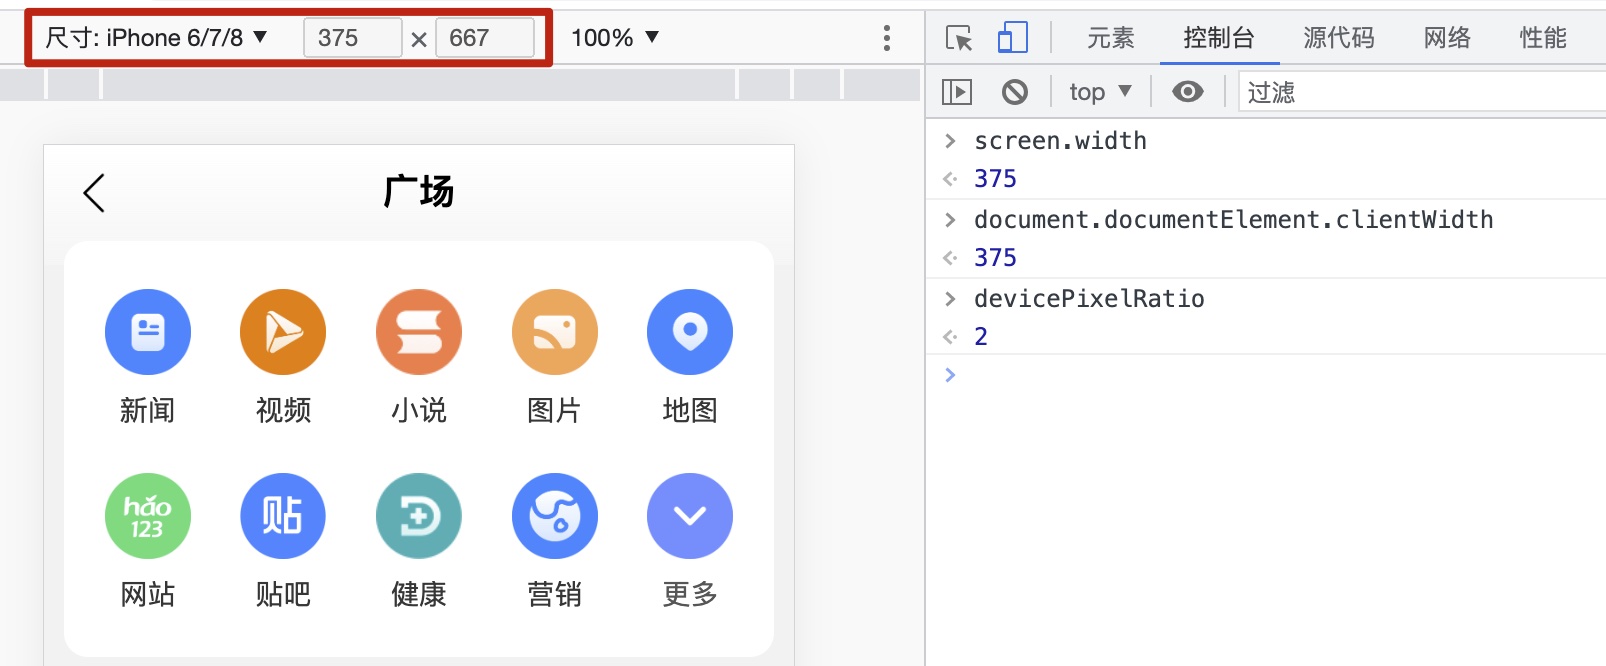 尺寸: iPhone 6/7/8 ▼ 375 × 667 100% ▼
元素 控制台 源代码 网络 性能
top ▼ 过滤
广场
新闻 视频 小说 图片 地图
hǎo
123
贴
网站 贴吧 健康 营销 更多
> screen.width
375
> document.documentElement.clientWidth
375
> devicePixelRatio
2
>